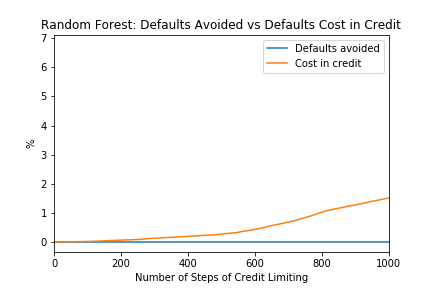 Random Forest: Defaults Avoided vs Defaults Cost in Credit
Defaults avoided
Cost in credit
%
7
6
5
4
3
2
1
0
0 200 400 600 800 1000
Number of Steps of Credit Limiting